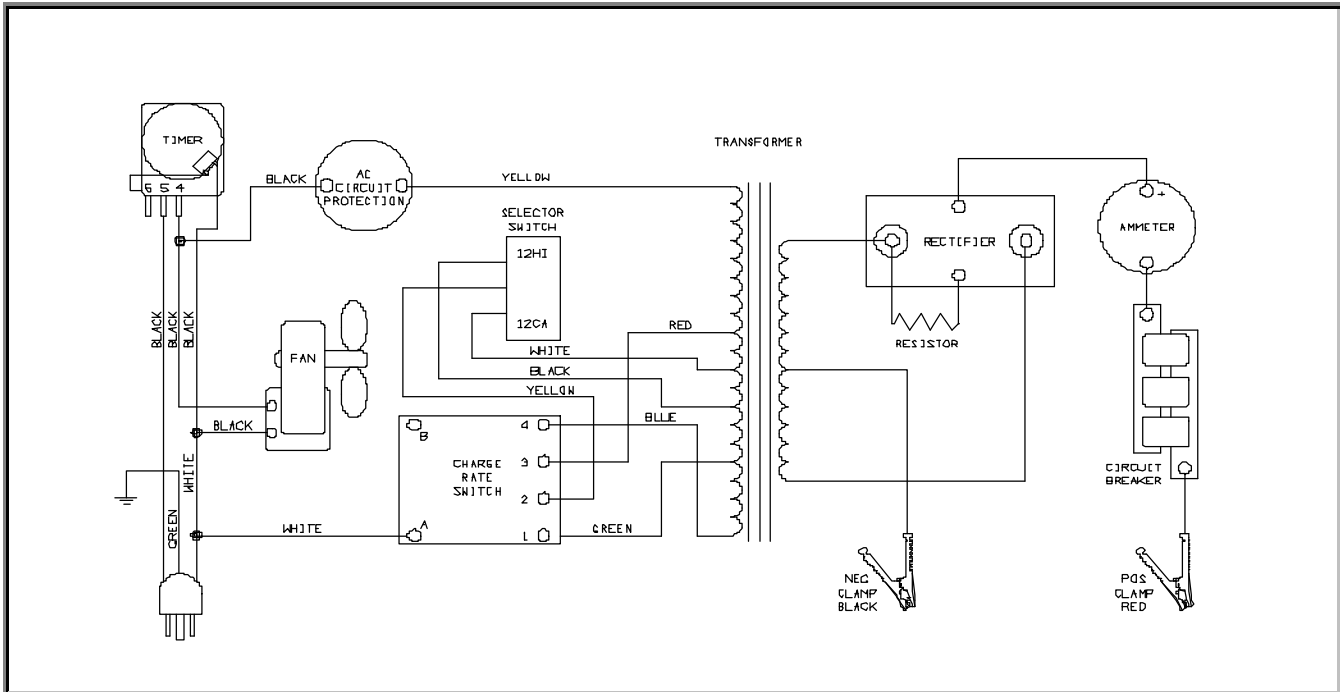 TRANSFORMER
TIMER
6 5 4
BLACK
AC
CIRCUIT
PROTECTION
YELLOW
SELECTOR
SWITCH
12HI
12CA
+
AMMETER
RECTIFIER
RESISTOR
BLACK
BLACK
BLACK
FAN
RED
WHITE
BLACK
YELLOW
BLUE
BLACK
B
4
3
2
1
CHARGE
RATE
SWITCH
A
WHITE
GREEN
WHITE
GREEN
CIRCUIT
BREAKER
NEG
CLAMP
BLACK
POS
CLAMP
RED